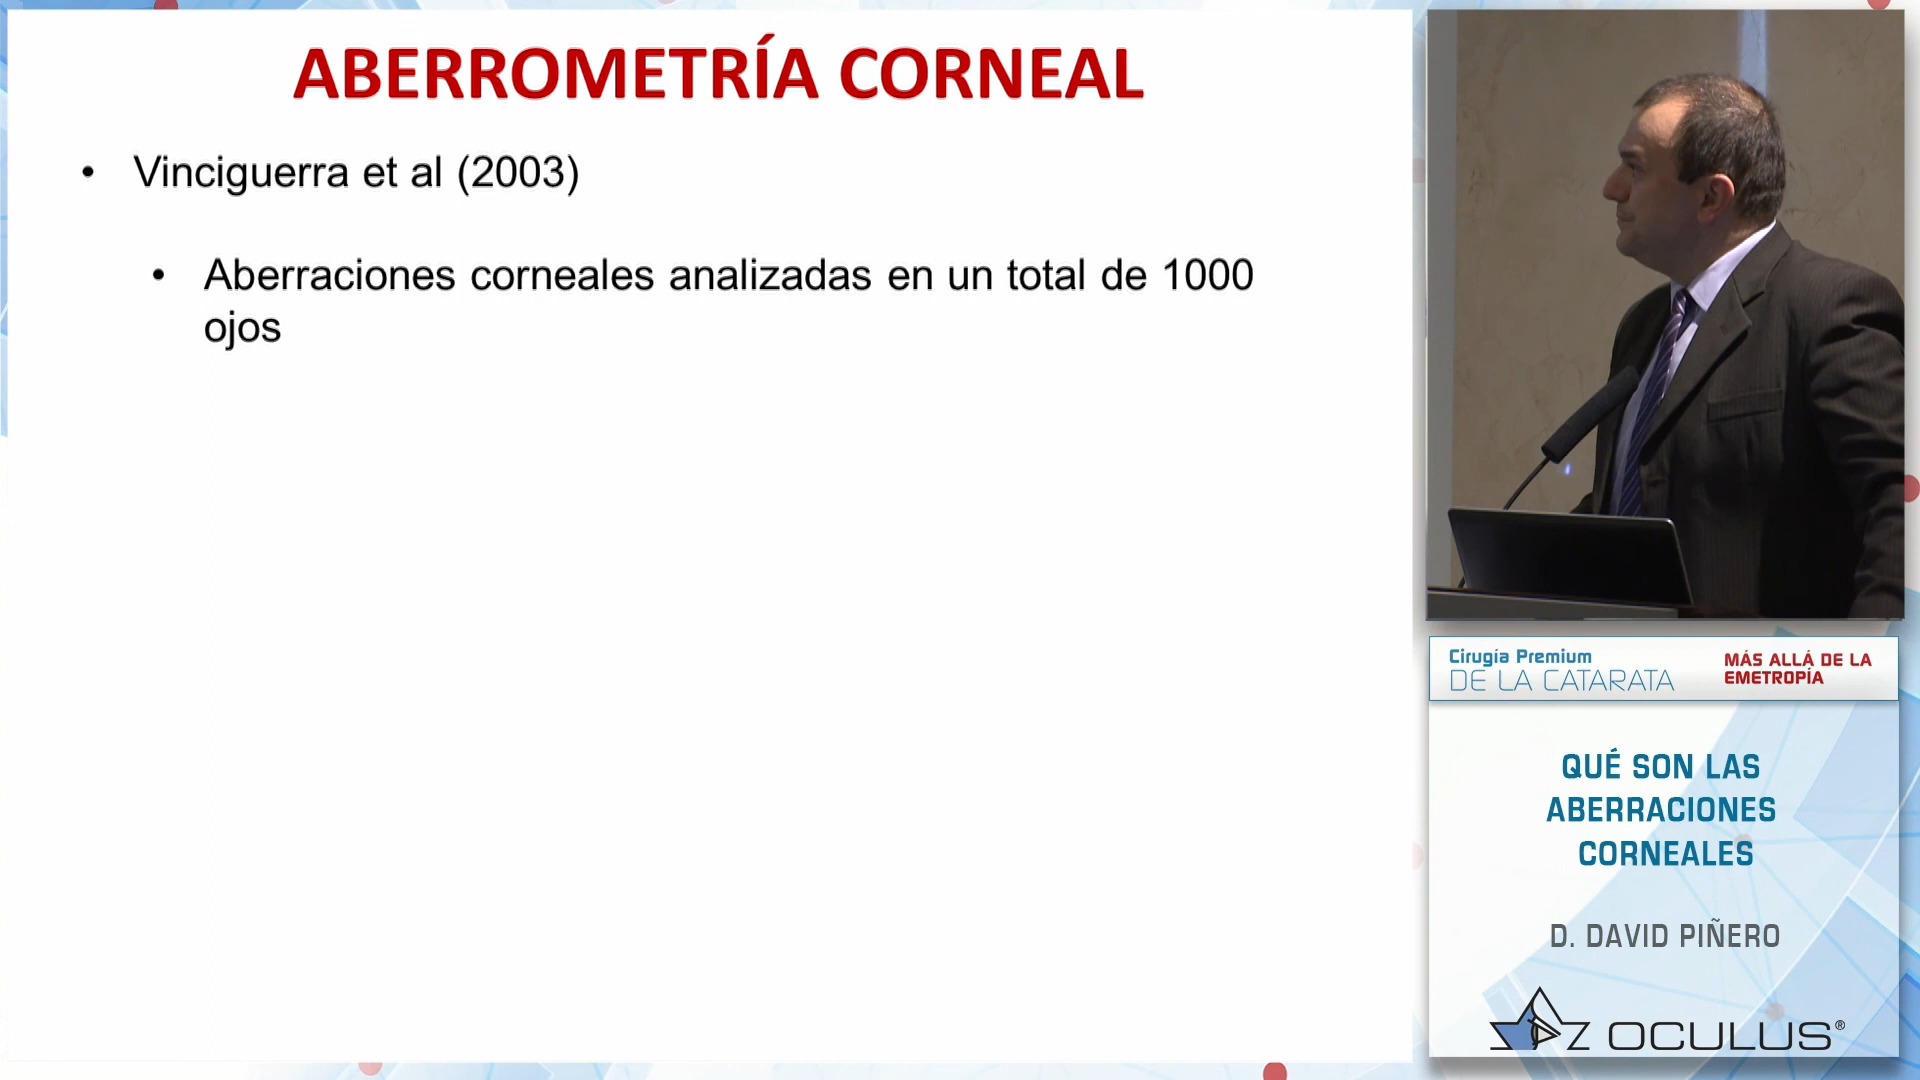 ABERROMETRÍA CORNEAL
• Vinciguerra et al (2003)
• Aberraciones corneales analizadas en un total de 1000
ojos
Cirugía Premium
DE LA CATARATA
MÁS ALLÁ DE LA
EMETROPÍA
QUÉ SON LAS
ABERRACIONES
CORNEALES
D. DAVID PIÑERO
OCULUS®